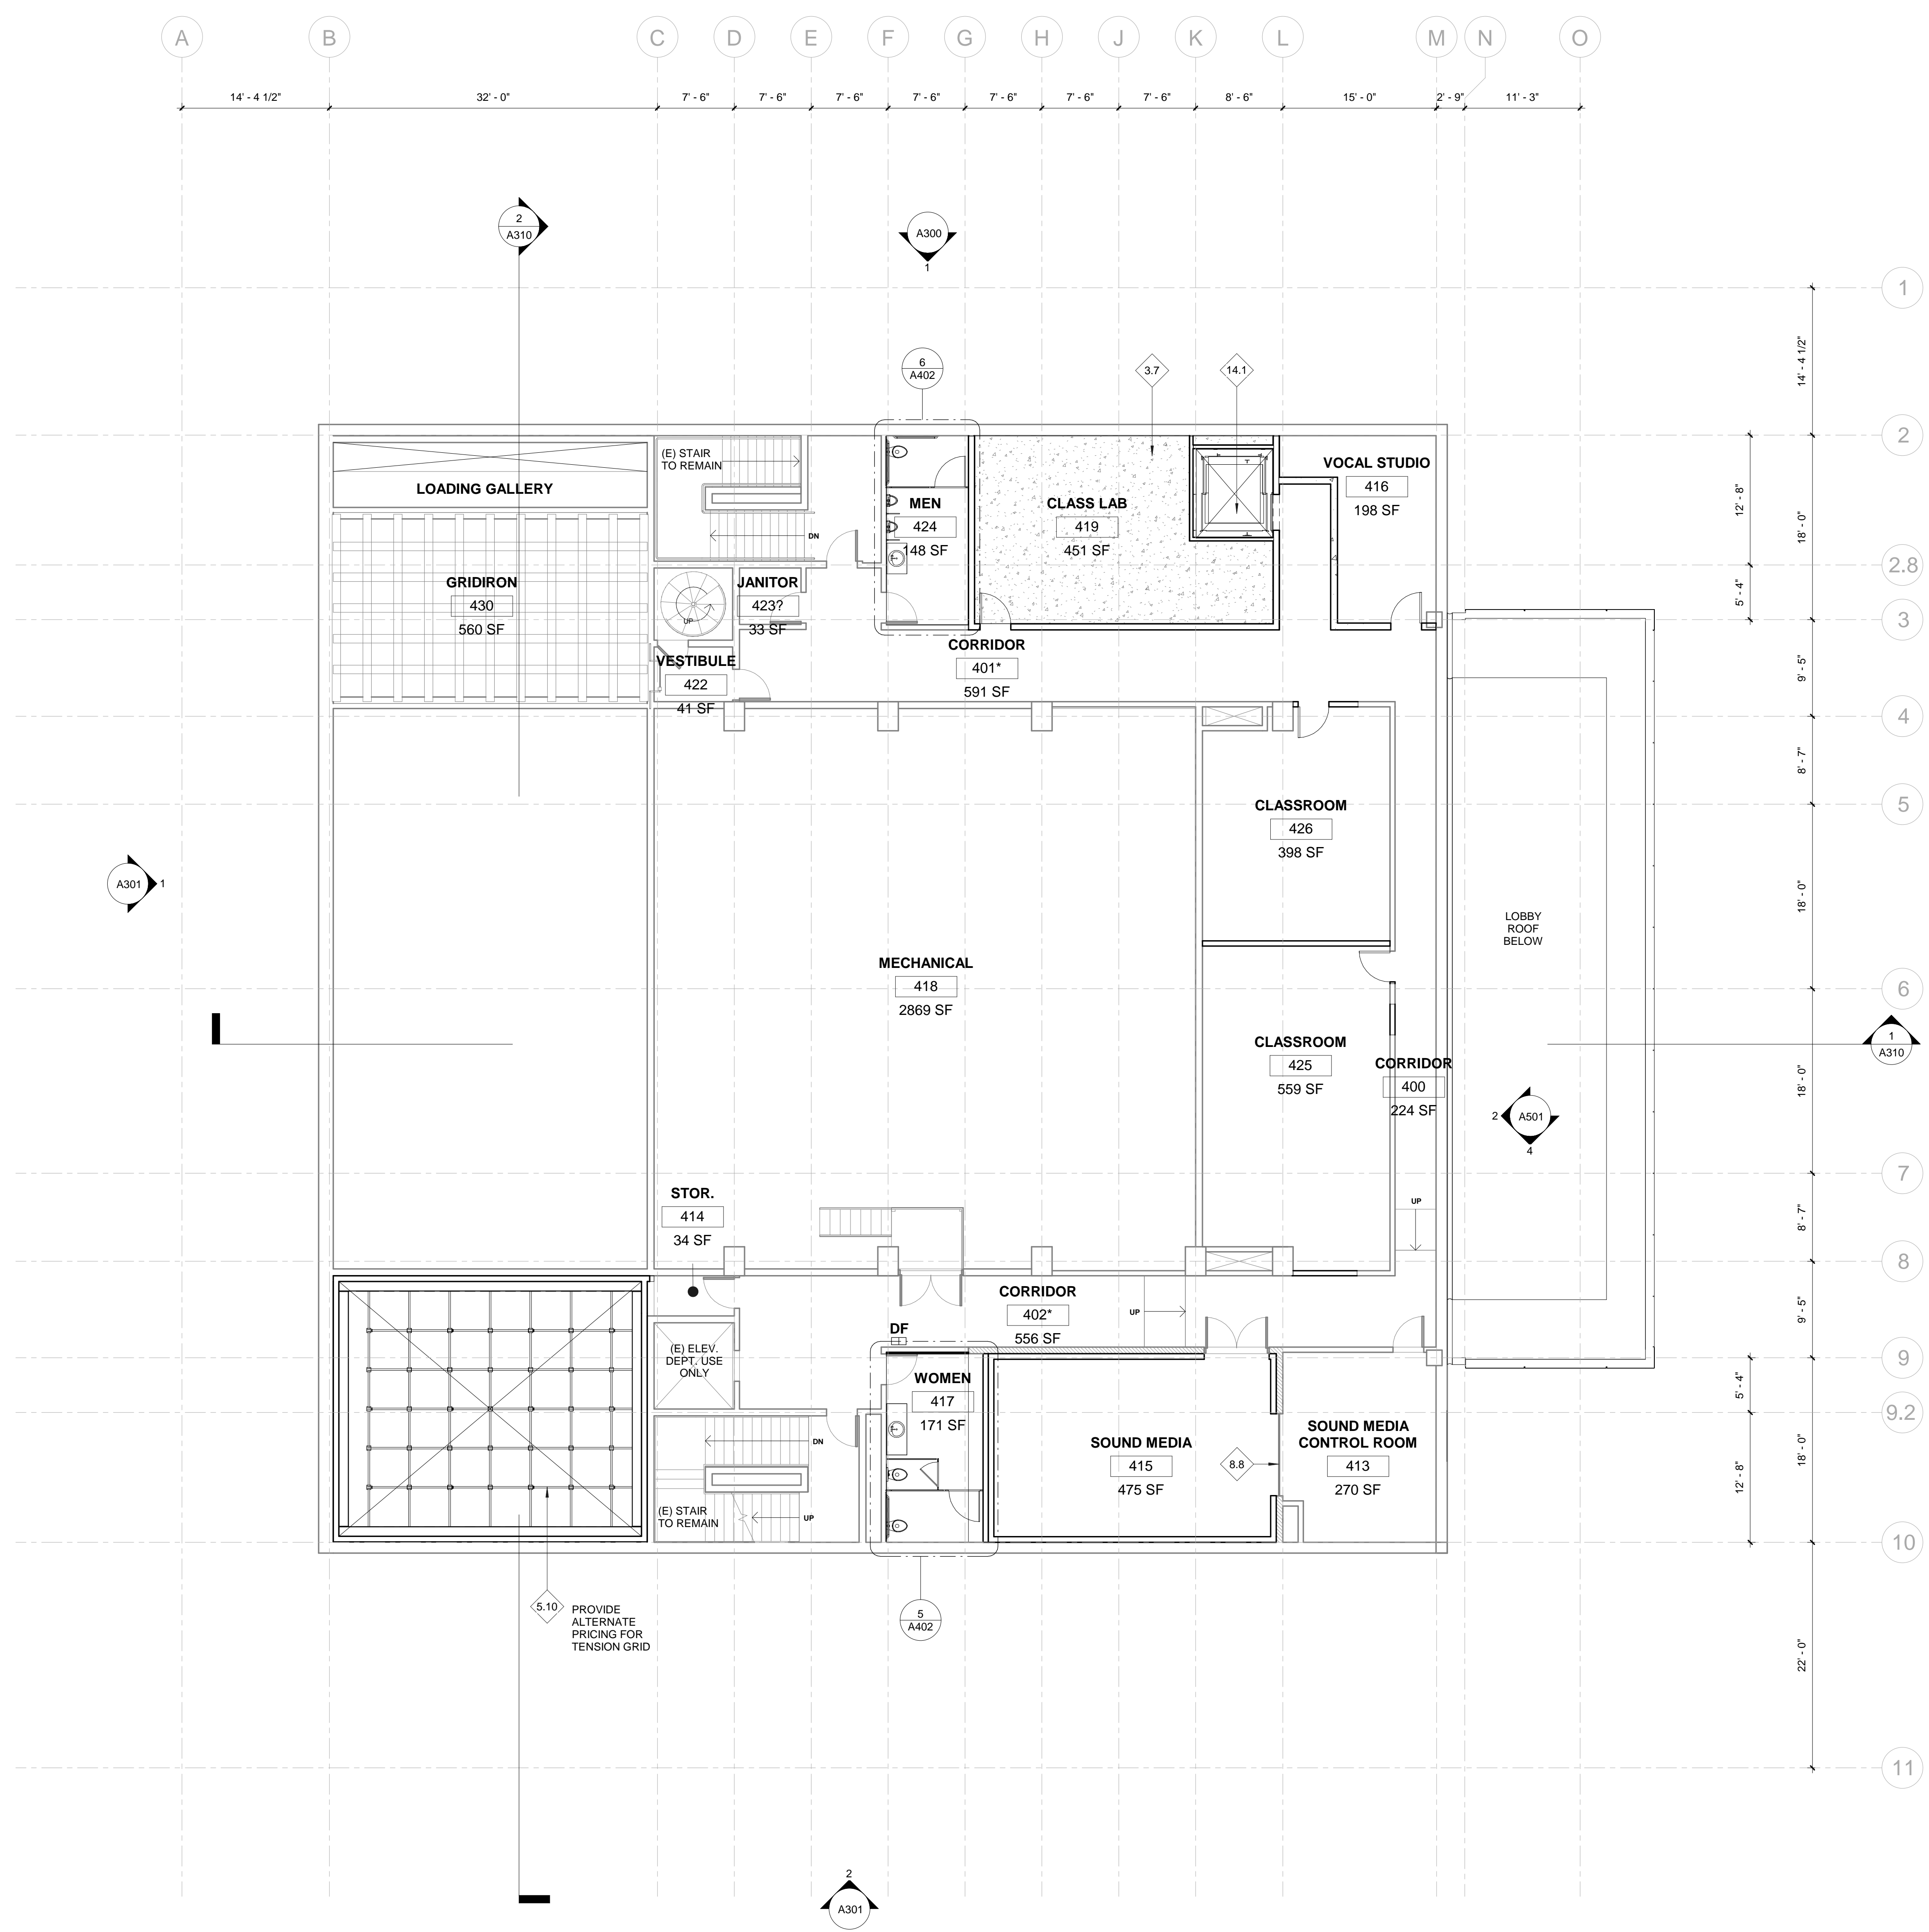 A B C D E F G H J K L M N O
14' - 4 1/2" 32' - 0" 7' - 6" 7' - 6" 7' - 6" 7' - 6" 7' - 6" 7' - 6" 7' - 6" 8' - 6" 15' - 0" 2' - 9" 11' - 3"
2
A310
A300
1
1
14' - 4 1/2"
6
A402
3.7
14.1
2
(E) STAIR
TO REMAIN
DN
LOADING GALLERY
MEN
424
148 SF
CLASS LAB
419
451 SF
VOCAL STUDIO
416
198 SF
12' - 8"
18' - 0"
2.8
GRIDIRON
430
560 SF
UP
JANITOR
423?
33 SF
5' - 4"
3
VESTIBULE
422
41 SF
CORRIDOR
401*
591 SF
9' - 5"
4
8' - 7"
5
CLASSROOM
426
398 SF
A301
1
18' - 0"
LOBBY
ROOF
BELOW
MECHANICAL
418
2869 SF
6
CLASSROOM
425
559 SF
CORRIDOR
400
224 SF
1
A310
18' - 0"
2
A501
4
7
STOR.
414
34 SF
UP
8' - 7"
8
CORRIDOR
402*
556 SF
UP
DF
9' - 5"
9
(E) ELEV.
DEPT. USE
ONLY
WOMEN
417
171 SF
5' - 4"
9.2
DN
(E) STAIR
TO REMAIN
UP
SOUND MEDIA
415
475 SF
8.8
SOUND MEDIA
CONTROL ROOM
413
270 SF
18' - 0"
12' - 8"
10
5.10
PROVIDE
ALTERNATE
PRICING FOR
TENSION GRID
5
A402
22' - 0"
11
2
A301